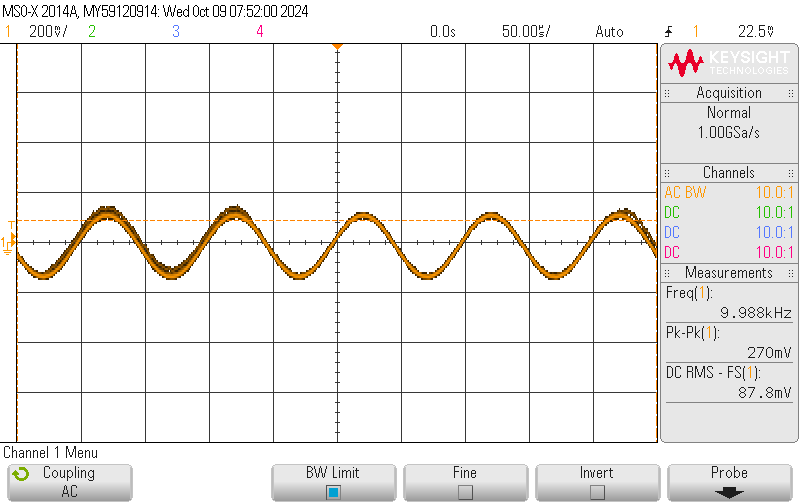 MSO-X 2014A, MY59120914: Wed Oct 09 07:52:00 2024
1 200mV/ 2 3 4 0.0s 50.00us/ Auto 1 22.5mV
KEYSIGHT
TECHNOLOGIES
Acquisition
Normal
1.00GSa/s
Channels
AC BW 10.0:1
DC 10.0:1
DC 10.0:1
DC 10.0:1
Measurements
Freq(1):
9.988kHz
Pk-Pk(1):
270mV
DC RMS - FS(1):
87.8mV
T
1
Channel 1 Menu
Coupling
AC
BW Limit
Fine
Invert
Probe